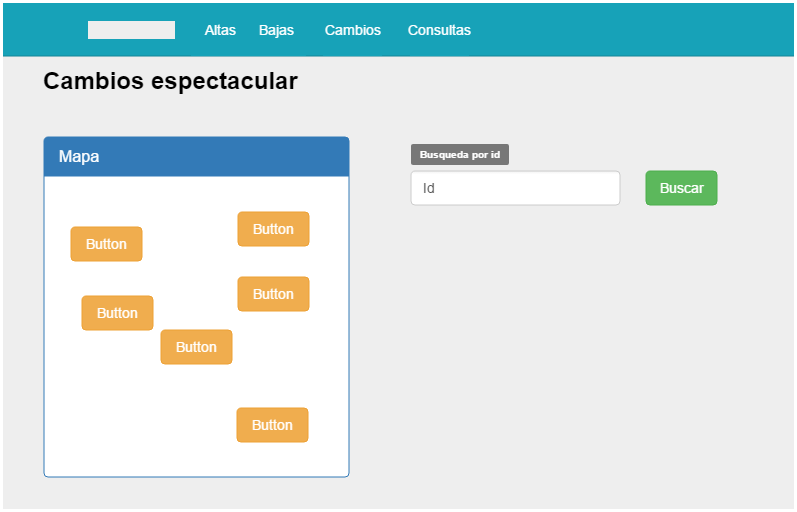 Altas Bajas Cambios Consultas
Cambios espectacular
Mapa
Button
Button
Button
Button
Button
Button
Busqueda por id
Id
Buscar